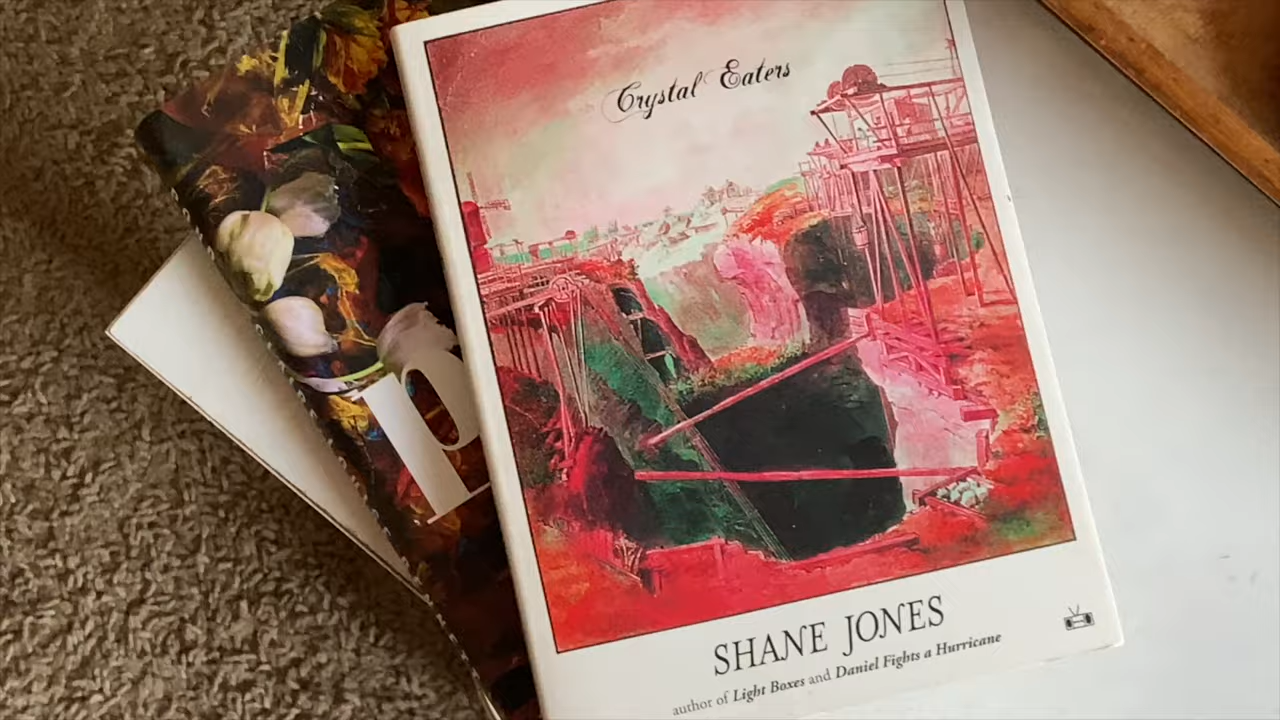 Crystal Eaters
p
SHANE JONES
author of Light Boxes and Daniel Fights a Hurricane